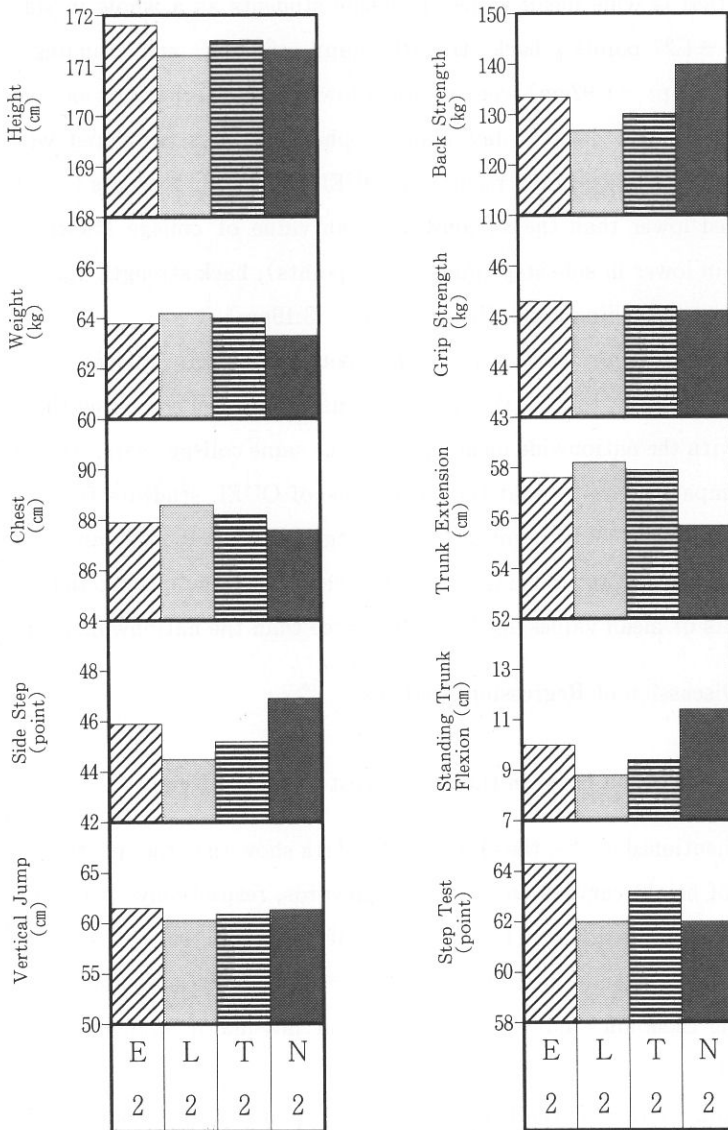 172
171
170
169
168
Height
(cm)
66
64
62
60
Weight
(kg)
90
88
86
84
Chest
(cm)
48
46
44
42
Side Step
(point)
65
60
55
50
Vertical Jump
(cm)
E L T N
2 2 2 2
150
140
130
120
110
Back Strength
(kg)
46
45
44
43
Grip Strength
(kg)
58
56
54
52
Trunk Extension
(cm)
13
11
9
7
Standing Trunk
Flexion (cm)
64
62
60
58
Step Test
(point)
E L T N
2 2 2 2